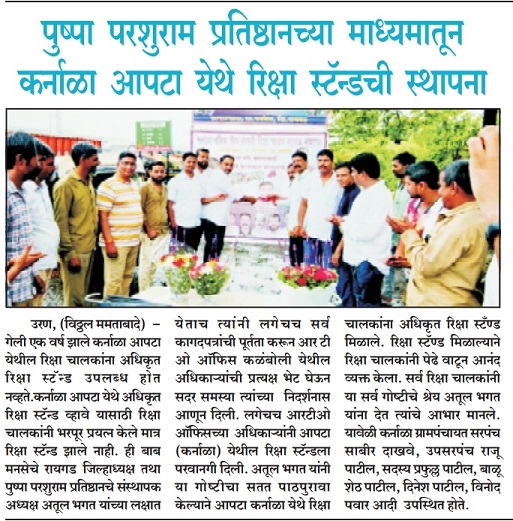 पुष्पा परशुराम प्रतिष्ठानच्या माध्यमातून
कर्नाळा आपटा येथे रिक्षा स्टॅन्डची स्थापना
उरण, (विठ्ठल ममताबादे) –
गेली एक वर्ष झाले कर्नाळा आपटा
येथील रिक्षा चालकांना अधिकृत
रिक्षा स्टॅन्ड उपलब्ध होत
नव्हते.कर्नाळा आपटा येथे अधिकृत
रिक्षा स्टॅन्ड व्हावे यासाठी रिक्षा
चालकांनी भरपूर प्रयत्न केले मात्र
रिक्षा स्टॅन्ड झाले नाही. ही बाब
मनसेचे रायगड जिल्हाध्यक्ष तथा
पुष्पा परशुराम प्रतिष्ठानचे संस्थापक
अध्यक्ष अतूल भगत यांच्या लक्षात
येताच त्यांनी लगेचच सर्व
कागदपत्रांची पुर्तता करून आर टी
ओ ऑफिस कळंबोली येथील
अधिकाऱ्यांची प्रत्यक्ष भेट घेऊन
सदर समस्या त्यांच्या निदर्शनास
आणून दिली. लगेचच आरटीओ
ऑफिसच्या अधिकाऱ्यांनी आपटा
(कर्नाळा) येथील रिक्षा स्टॅन्डला
परवानगी दिली. अतूल भगत यांनी
या गोष्टीचा सतत पाठपुरावा
केल्याने आपटा कर्नाळा येथे रिक्षा
चालकांना अधिकृत रिक्षा स्टॅण्ड
मिळाले. रिक्षा स्टॅन्ड मिळाल्याने
रिक्षा चालकांनी पेढे वाटून आनंद
व्यक्त केला. सर्व रिक्षा चालकांनी
या सर्व गोष्टीचे श्रेय अतूल भगत
यांना देत त्यांचे आभार मानले.
यावेळी कर्नाळा ग्रामपंचायत सरपंच
साबीर दाखवे, उपसरपंच राजू
पाटील, सदस्य प्रफुल्ल पाटील, बाळू
शेठ पाटील, दिनेश पाटील, विनोद
पवार आदी उपस्थित होते.